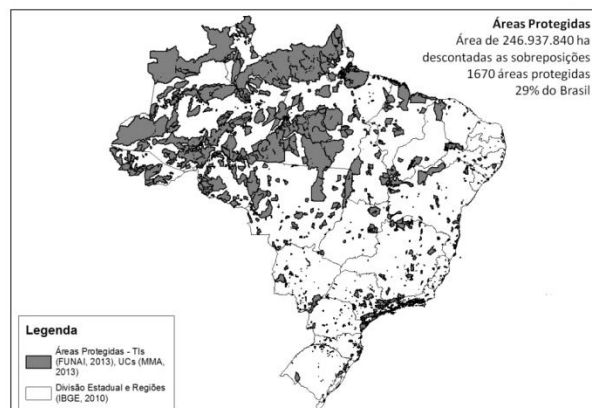 Áreas Protegidas
Área de 246.937.840 ha
descontadas as sobreposições
1670 áreas protegidas
29% do Brasil
Legenda
Áreas Protegidas - TIs
(FUNAI, 2013), UCs (MMA,
2013)
Divisão Estadual e Regiões
(IBGE, 2010)